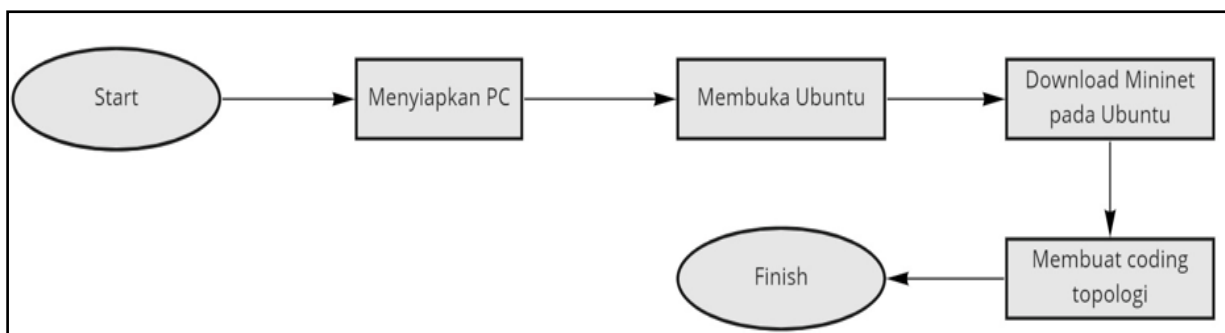 Start
Menyiapkan PC
Membuka Ubuntu
Download Mininet
pada Ubuntu
Membuat coding
topologi
Finish